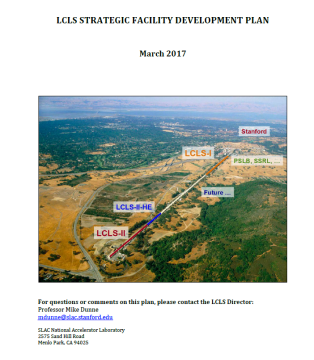 LCLS STRATEGIC FACILITY DEVELOPMENT PLAN
March 2017
Stanford
LCLS-I
PSLB, SSRL, ...
Future ...
LCLS-II-HE
LCLS-II
For questions or comments on this plan, please contact the LCLS Director:
Professor Mike Dunne
mdunne@slac.stanford.edu
SLAC National Accelerator Laboratory
2575 Sand Hill Road
Menlo Park, CA 94025